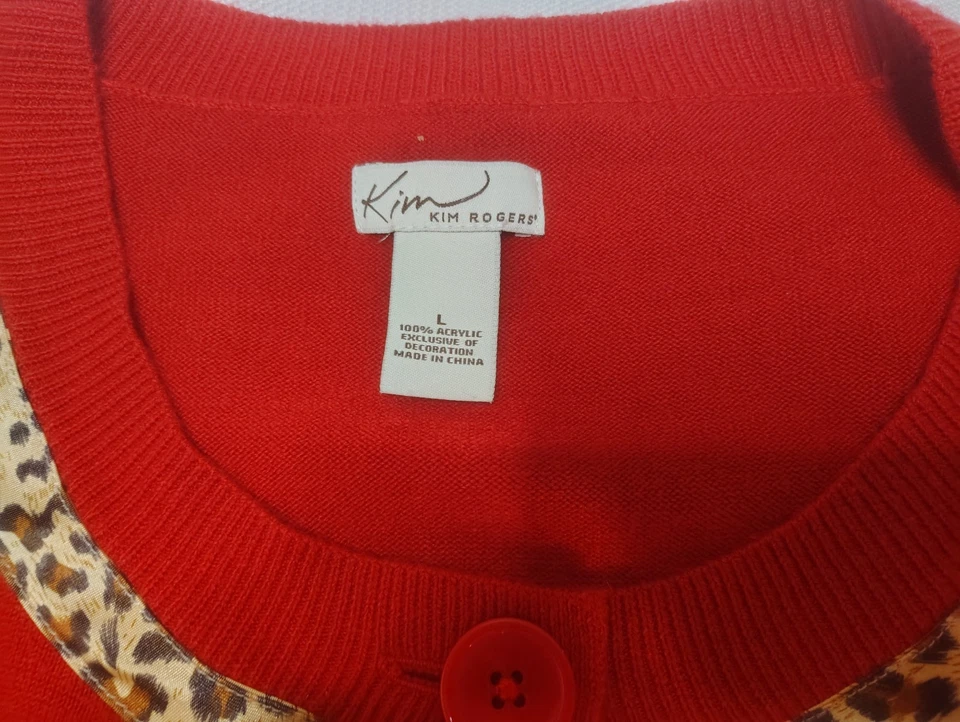 Kim
KIM ROGERS®
L
100% ACRYLIC
EXCLUSIVE OF
DECORATION
MADE IN CHINA